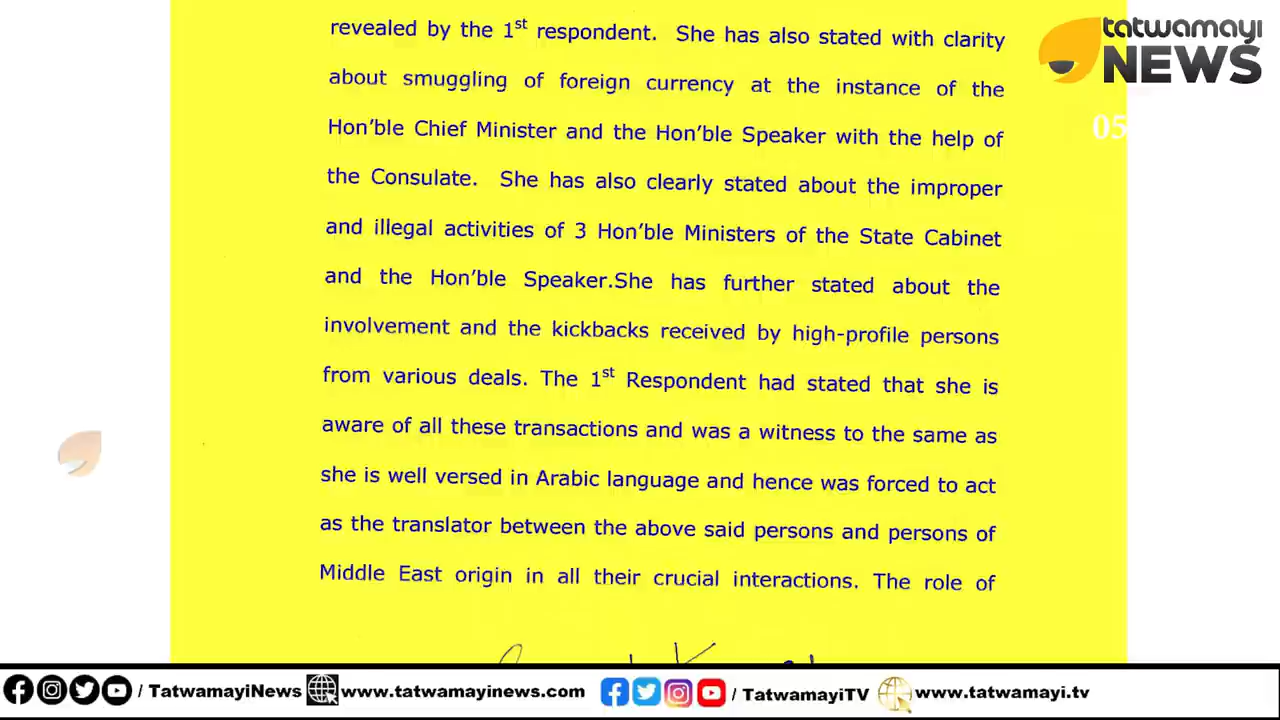 revealed by the 1st respondent. She has also stated with clarity
about smuggling of foreign currency at the instance of the
Hon’ble Chief Minister and the Hon’ble Speaker with the help of
the Consulate. She has also clearly stated about the improper
and illegal activities of 3 Hon’ble Ministers of the State Cabinet
and the Hon’ble Speaker.She has further stated about the
involvement and the kickbacks received by high-profile persons
from various deals. The 1st Respondent had stated that she is
aware of all these transactions and was a witness to the same as
she is well versed in Arabic language and hence was forced to act
as the translator between the above said persons and persons of
Middle East origin in all their crucial interactions. The role of
tatwamayi
NEWS
05
/ TatwamayiNews www.tatwamayinews.com / TatwamayiTV www.tatwamayi.tv